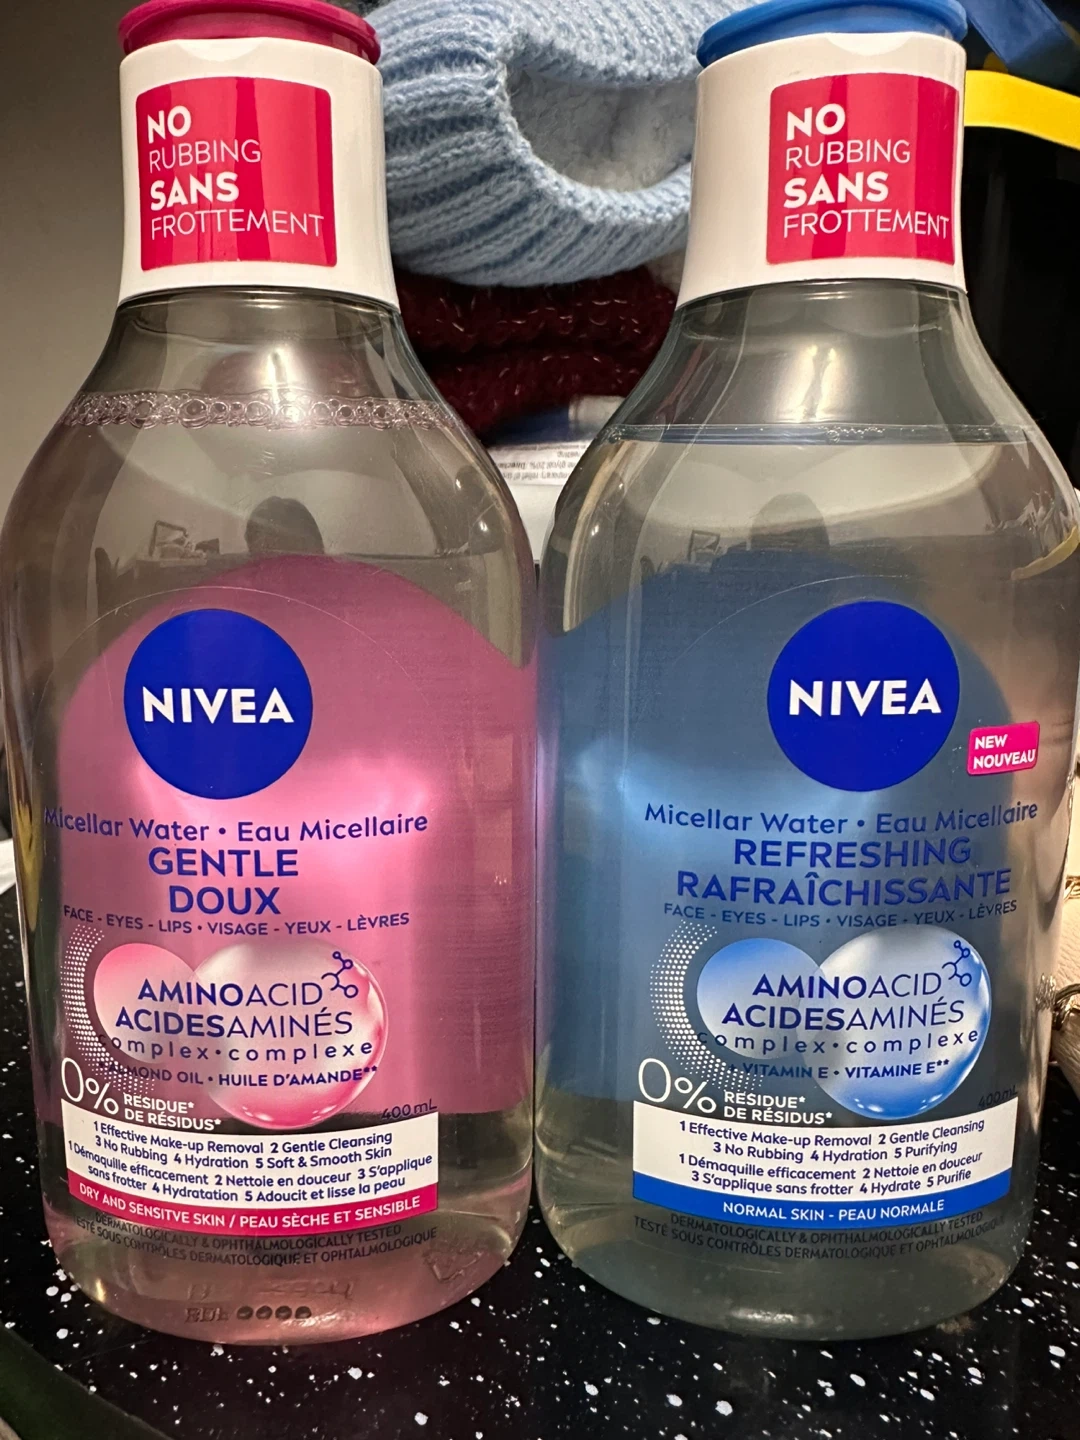 NO
RUBBING
SANS
FROTTEMENT
NIVEA
Micellar Water • Eau Micellaire
GENTLE
DOUX
FACE - EYES - LIPS • VISAGE - YEUX - LÈVRES
AMINOACID
ACIDESAMINÉS
complex•complexe
ALMOND OIL • HUILE D'AMANDE**
0% RÉSIDUE*
DE RÉSIDUS*
400 mL
1 Effective Make-up Removal 2 Gentle Cleansing
3 No Rubbing 4 Hydration 5 Soft & Smooth Skin
1 Démaquille efficacement 2 Nettoie en douceur 3 S'applique
sans frotter 4 Hydratation 5 Adoucit et lisse la peau
DRY AND SENSITVE SKIN / PEAU SÈCHE ET SENSIBLE
DERMATOLOGICALLY & OPHTHALMOLOGICALLY TESTED
TESTÉ SOUS CONTRÔLES DERMATOLOGIQUE ET OPHTALMOLOGIQUE
NO
RUBBING
SANS
FROTTEMENT
NIVEA
NEW
NOUVEAU
Micellar Water • Eau Micellaire
REFRESHING
RAFRAÎCHISSANTE
FACE - EYES - LIPS • VISAGE - YEUX - LÈVRES
AMINOACID
ACIDESAMINÉS
complex•complexe
+ VITAMIN E • VITAMINE E**
0% RÉSIDUE*
DE RÉSIDUS*
400 mL
1 Effective Make-up Removal 2 Gentle Cleansing
3 No Rubbing 4 Hydration 5 Purifying
1 Démaquille efficacement 2 Nettoie en douceur
3 S'applique sans frotter 4 Hydrate 5 Purifie
NORMAL SKIN - PEAU NORMALE
DERMATOLOGICALLY & OPHTHALMOLOGICALLY TESTED
TESTÉ SOUS CONTRÔLES DERMATOLOGIQUE ET OPHTALMOLOGIQUE